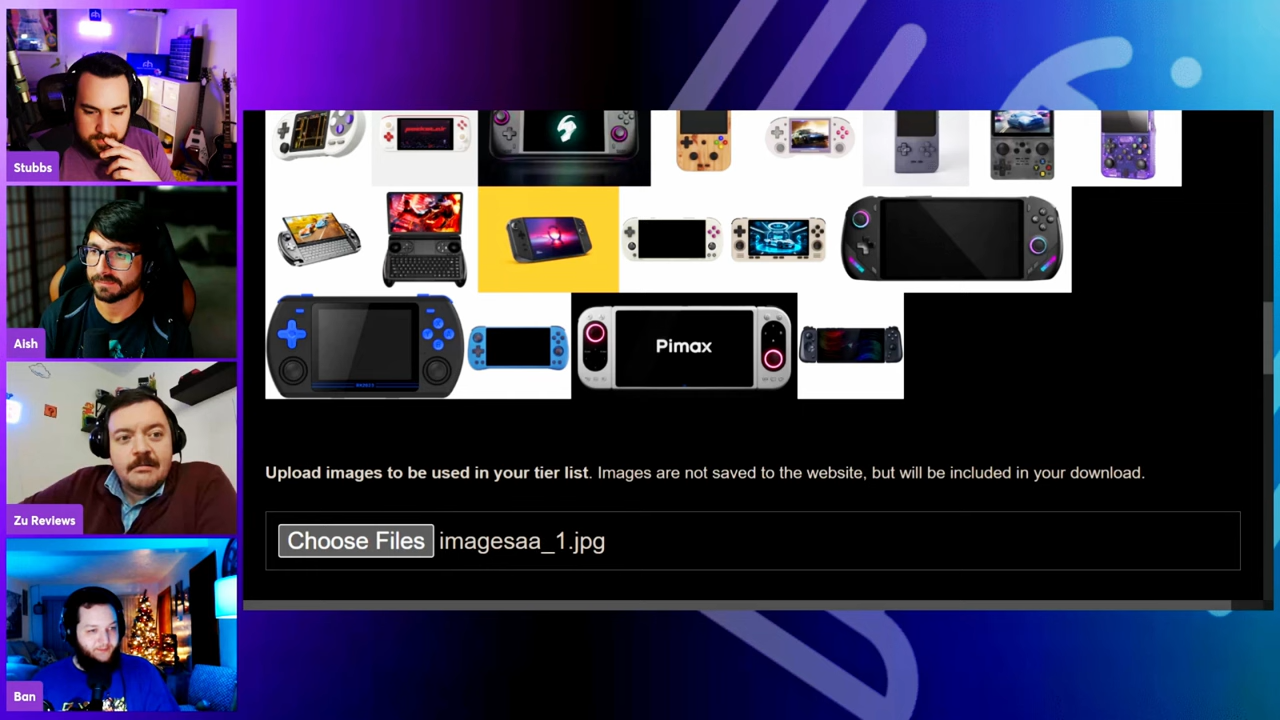 Stubbs
Aish
Zu Reviews
Ban
Pimax
Upload images to be used in your tier list. Images are not saved to the website, but will be included in your download.
Choose Files imagesaa_1.jpg